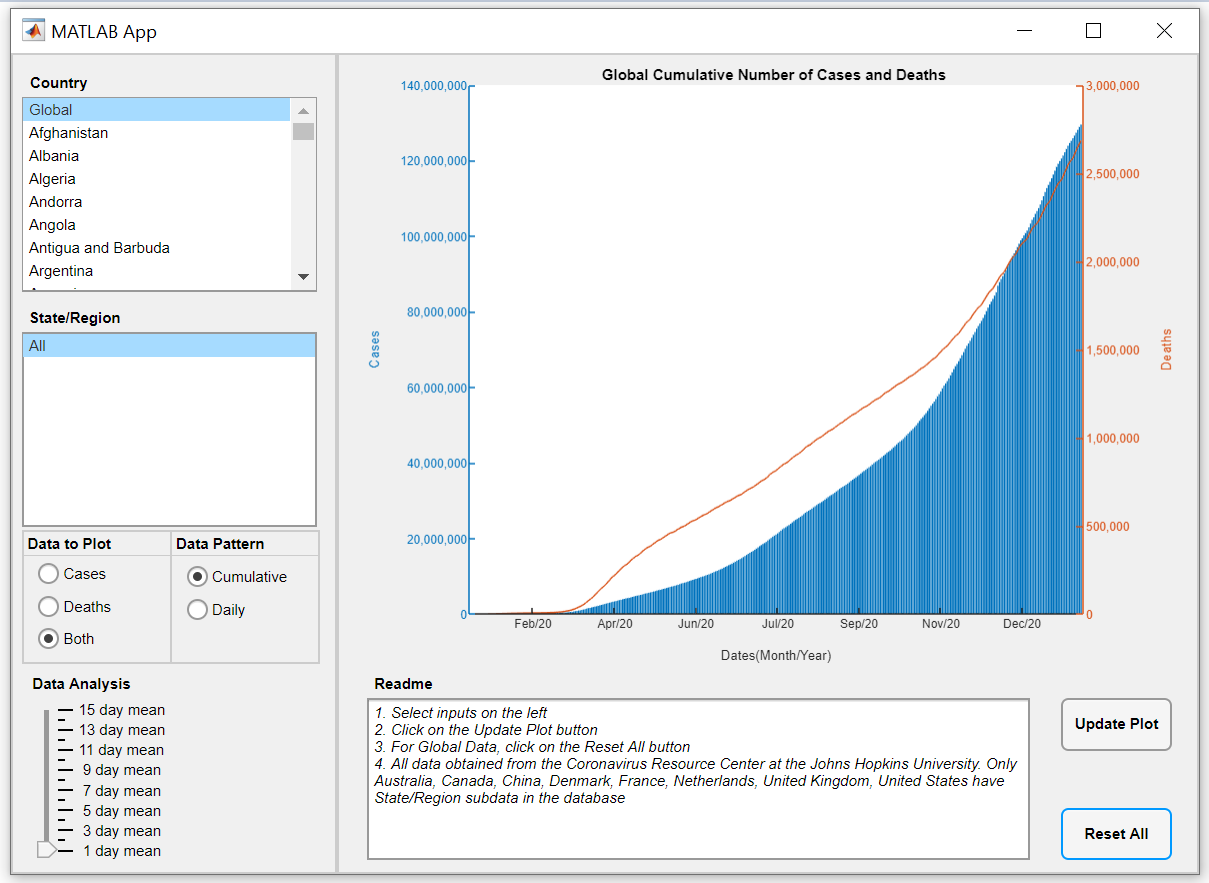 MATLAB App
Country
Global
Afghanistan
Albania
Algeria
Andorra
Angola
Antigua and Barbuda
Argentina
State/Region
All
Data to Plot
Cases
Deaths
Both
Data Pattern
Cumulative
Daily
Data Analysis
15 day mean
13 day mean
11 day mean
9 day mean
7 day mean
5 day mean
3 day mean
1 day mean
Global Cumulative Number of Cases and Deaths
140,000,000
120,000,000
100,000,000
80,000,000
60,000,000
40,000,000
20,000,000
0
Cases
3,000,000
2,500,000
2,000,000
1,500,000
1,000,000
500,000
0
Deaths
Feb/20 Apr/20 Jun/20 Jul/20 Sep/20 Nov/20 Dec/20
Dates(Month/Year)
Readme
1. Select inputs on the left
2. Click on the Update Plot button
3. For Global Data, click on the Reset All button
4. All data obtained from the Coronavirus Resource Center at the Johns Hopkins University. Only
Australia, Canada, China, Denmark, France, Netherlands, United Kingdom, United States have
State/Region subdata in the database
Update Plot
Reset All